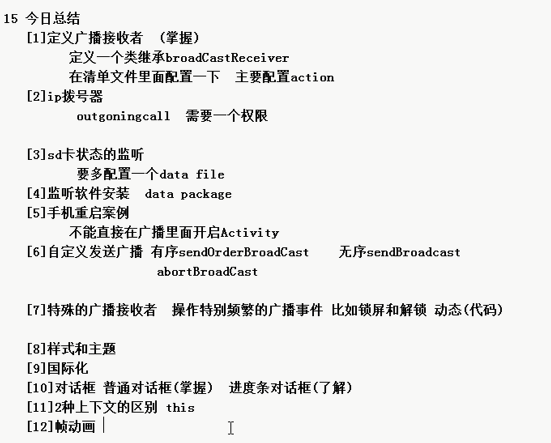 15 今日总结
[1]定义广播接收者 （掌握）
定义一个类继承broadCastReceiver
在清单文件里面配置一下 主要配置action
[2]ip拨号器
outgoningcall 需要一个权限
[3]sd卡状态的监听
要多配置一个data file
[4]监听软件安装 data package
[5]手机重启案例
不能直接在广播里面开启Activity
[6]自定义发送广播 有序sendOrderBroadCast 无序sendBroadcast
abortBroadCast
[7]特殊的广播接收者 操作特别频繁的广播事件 比如锁屏和解锁 动态(代码)
[8]样式和主题
[9]国际化
[10]对话框 普通对话框(掌握) 进度条对话框(了解)
[11]2种上下文的区别 this
[12]帧动画